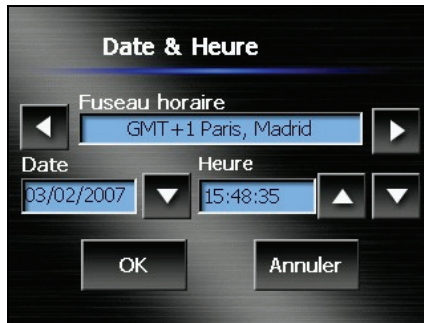 Date & Heure
Fuseau horaire
GMT+1 Paris, Madrid
Date Heure
03/02/2007 15:48:35
OK Annuler